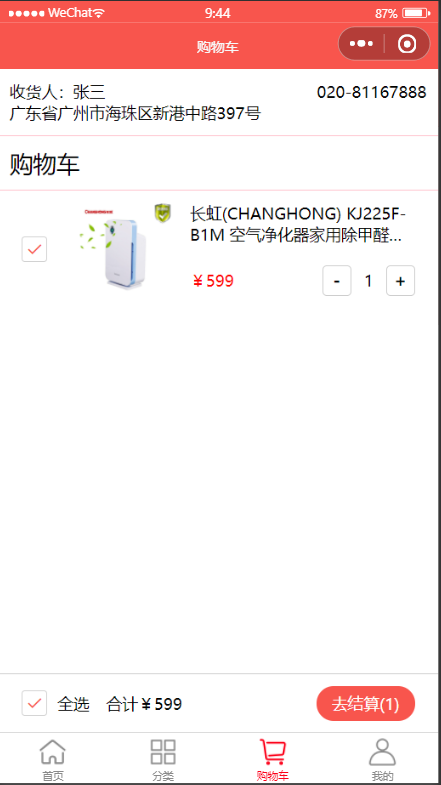 WeChat 9:44 87%
购物车
收货人：张三 020-81167888
广东省广州市海珠区新港中路397号
购物车
长虹(CHANGHONG) KJ225F-
B1M 空气净化器家用除甲醛...
￥599 - 1 +
全选 合计￥599 去结算(1)
首页 分类 购物车 我的